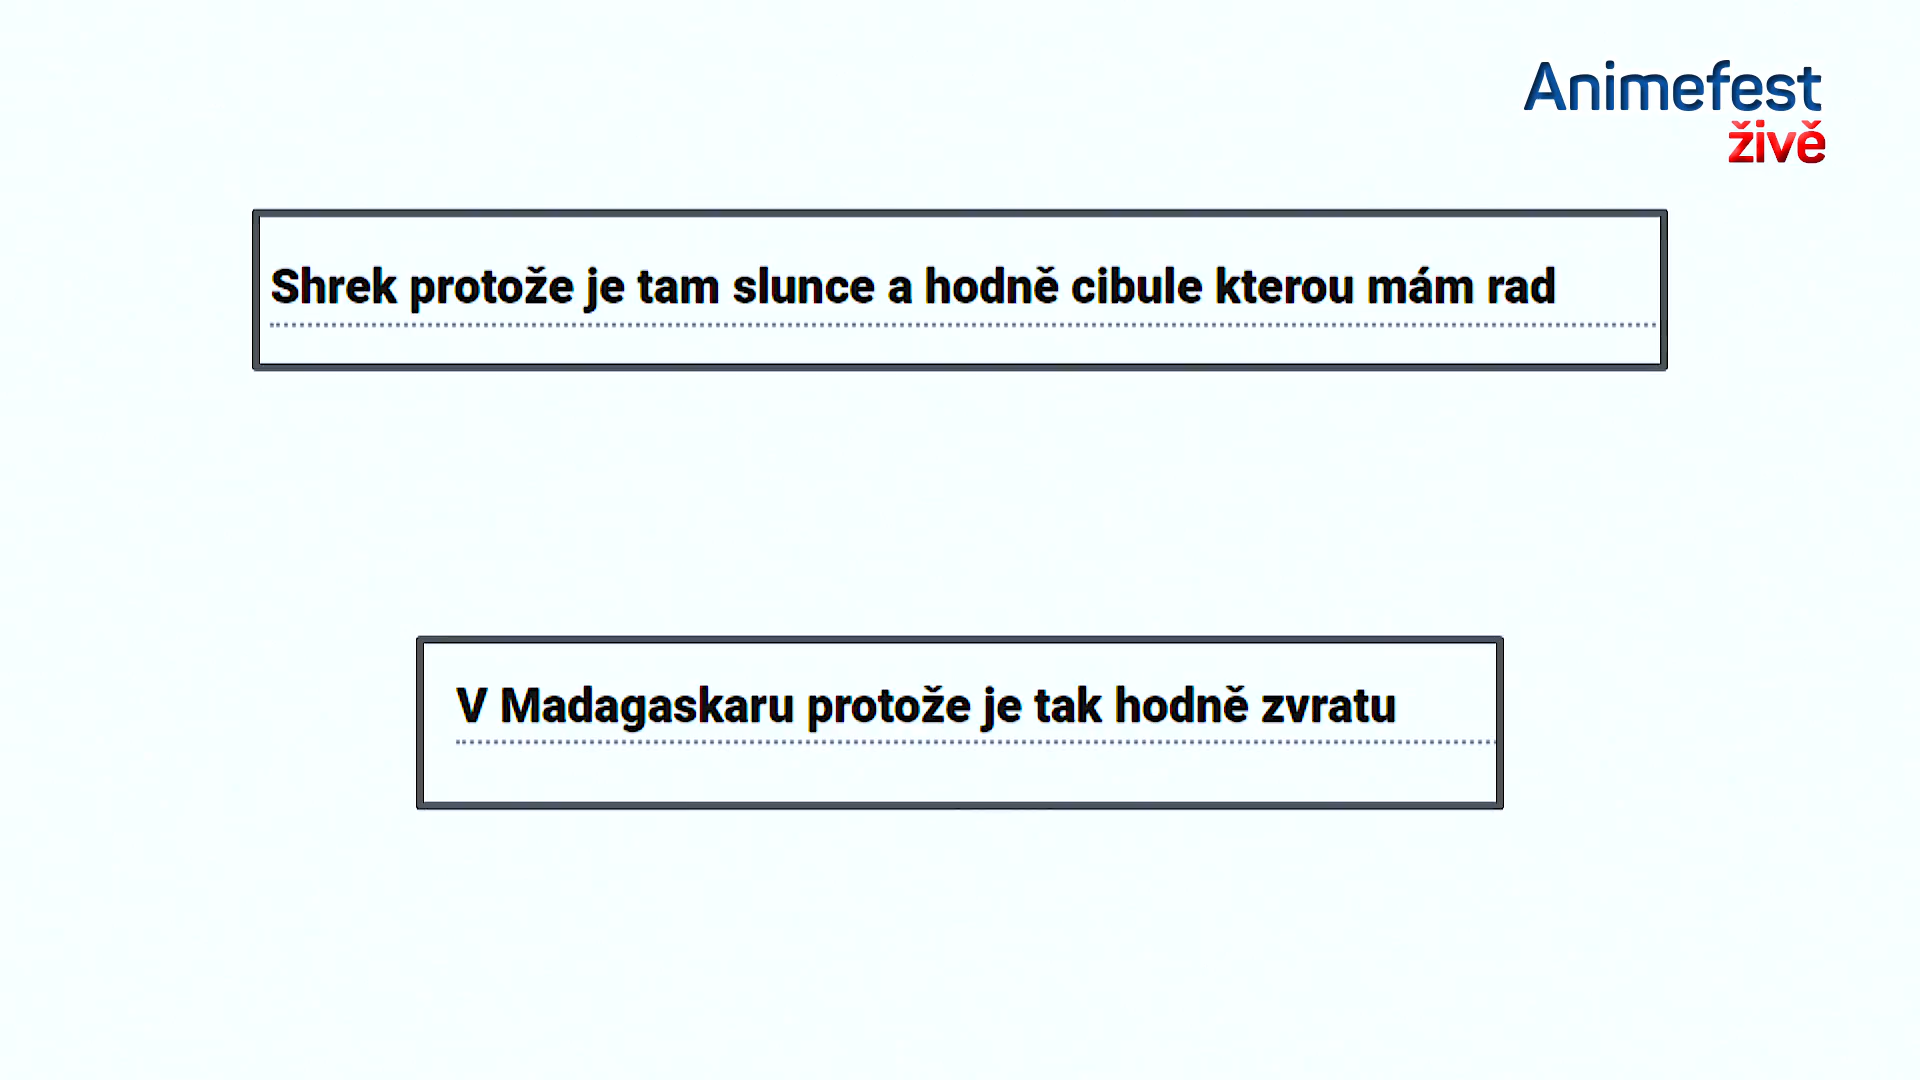 Animefest
živě
Shrek protože je tam slunce a hodně cibule kterou mám rad
V Madagaskaru protože je tak hodně zvratu